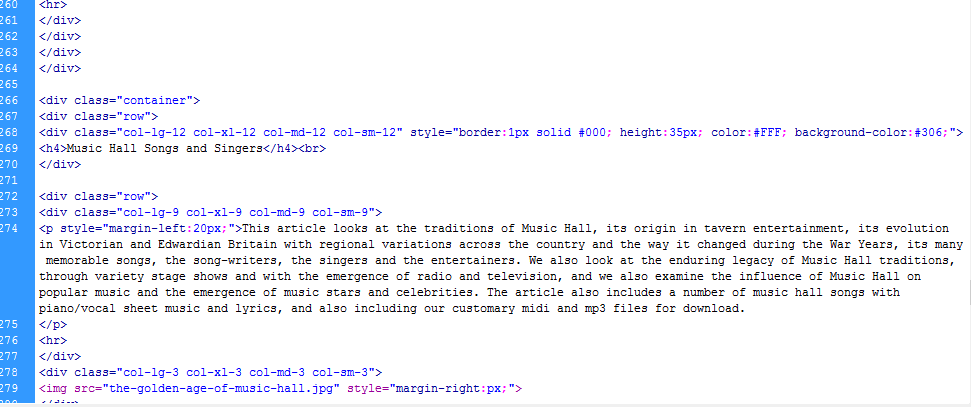 260 <hr>
261 </div>
262 </div>
263 </div>
264 </div>
265
266 <div class="container">
267 <div class="row">
268 <div class="col-lg-12 col-xl-12 col-md-12 col-sm-12" style="border:1px solid #000; height:35px; color:#FFF; background-color:#306;">
269 <h4>Music Hall Songs and Singers</h4><br>
270 </div>
271
272 <div class="row">
273 <div class="col-lg-9 col-xl-9 col-md-9 col-sm-9">
274 <p style="margin-left:20px;">This article looks at the traditions of Music Hall, its origin in tavern entertainment, its evolution
in Victorian and Edwardian Britain with regional variations across the country and the way it changed during the War Years, its many
memorable songs, the song-writers, the singers and the entertainers. We also look at the enduring legacy of Music Hall traditions,
through variety stage shows and with the emergence of radio and television, and we also examine the influence of Music Hall on
popular music and the emergence of music stars and celebrities. The article also includes a number of music hall songs with
piano/vocal sheet music and lyrics, and also including our customary midi and mp3 files for download.
275 </p>
276 <hr>
277 </div>
278 <div class="col-lg-3 col-xl-3 col-md-3 col-sm-3">
279 <img src="the-golden-age-of-music-hall.jpg" style="margin-right:px;">